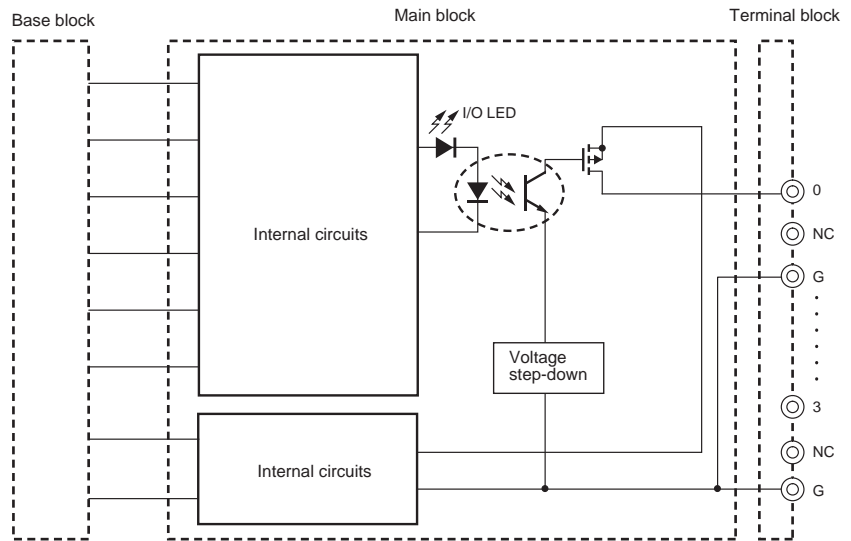 Base block
Main block
Terminal block
I/O LED
Internal circuits
0
NC
G
Voltage
step-down
3
NC
G
Internal circuits